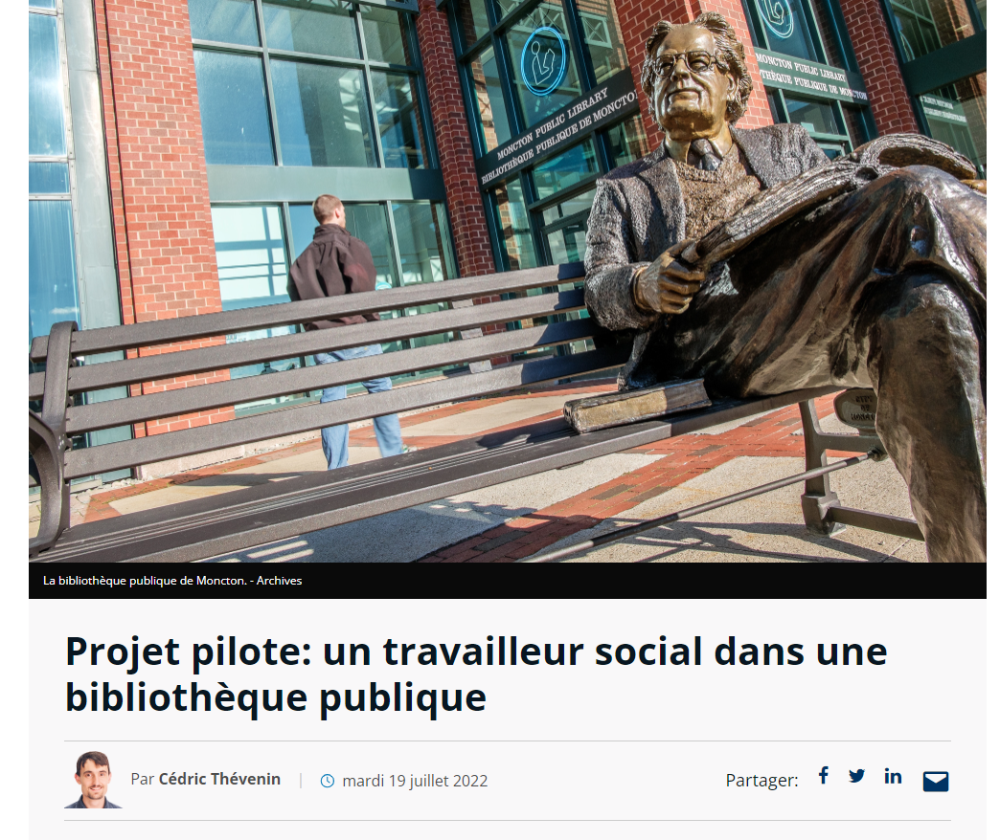 MONCTON PUBLIC LIBRARY
BIBLIOTHÈQUE PUBLIQUE DE MONCTON
MONCTON PUBLIC LIBRARY
THÈQUE PUBLIQUE DE MONCTON
La bibliothèque publique de Moncton. - Archives
Projet pilote: un travailleur social dans une
bibliothèque publique
Par Cédric Thévenin | mardi 19 juillet 2022
Partager: